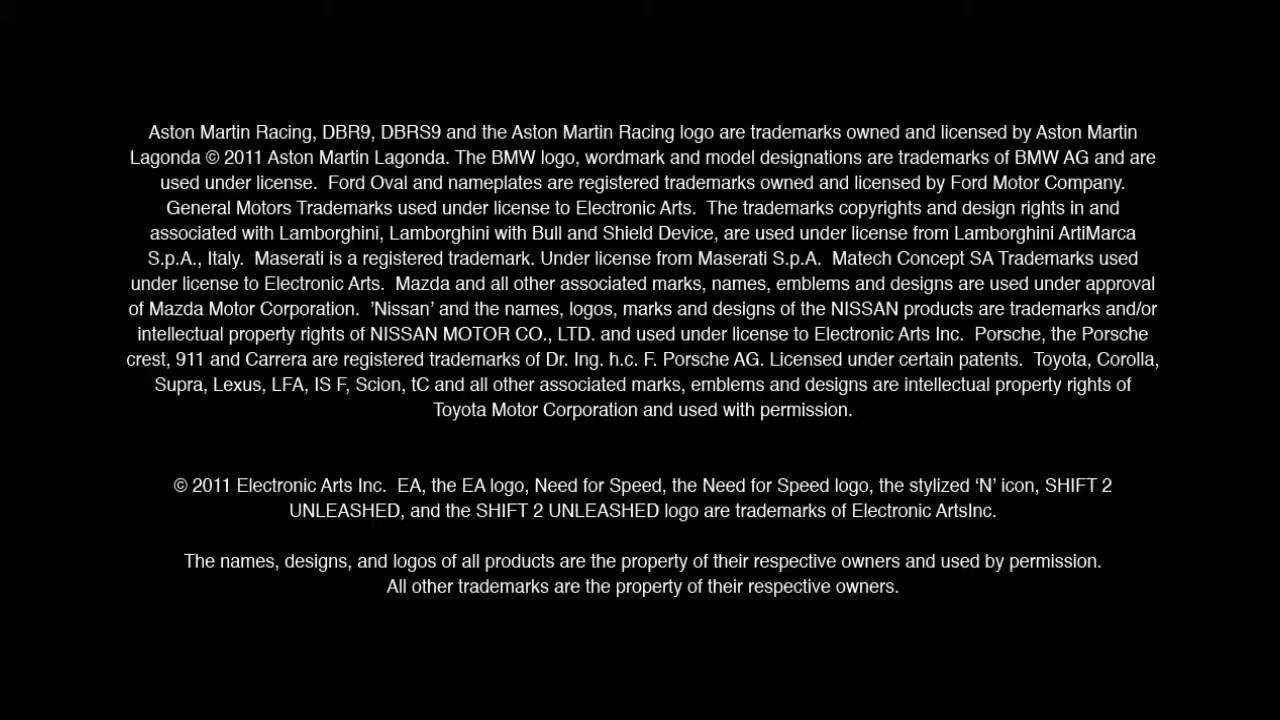 Aston Martin Racing, DBR9, DBRS9 and the Aston Martin Racing logo are trademarks owned and licensed by Aston Martin
Lagonda © 2011 Aston Martin Lagonda. The BMW logo, wordmark and model designations are trademarks of BMW AG and are
used under license.  Ford Oval and nameplates are registered trademarks owned and licensed by Ford Motor Company.
General Motors Trademarks used under license to Electronic Arts.  The trademarks copyrights and design rights in and
associated with Lamborghini, Lamborghini with Bull and Shield Device, are used under license from Lamborghini ArtiMarca
S.p.A., Italy.  Maserati is a registered trademark. Under license from Maserati S.p.A.  Matech Concept SA Trademarks used
under license to Electronic Arts.  Mazda and all other associated marks, names, emblems and designs are used under approval
of Mazda Motor Corporation.  ’Nissan’ and the names, logos, marks and designs of the NISSAN products are trademarks and/or
intellectual property rights of NISSAN MOTOR CO., LTD. and used under license to Electronic Arts Inc.  Porsche, the Porsche
crest, 911 and Carrera are registered trademarks of Dr. Ing. h.c. F. Porsche AG. Licensed under certain patents.  Toyota, Corolla,
Supra, Lexus, LFA, IS F, Scion, tC and all other associated marks, emblems and designs are intellectual property rights of
Toyota Motor Corporation and used with permission.
© 2011 Electronic Arts Inc.  EA, the EA logo, Need for Speed, the Need for Speed logo, the stylized ‘N’ icon, SHIFT 2
UNLEASHED, and the SHIFT 2 UNLEASHED logo are trademarks of Electronic ArtsInc.
The names, designs, and logos of all products are the property of their respective owners and used by permission.
All other trademarks are the property of their respective owners.